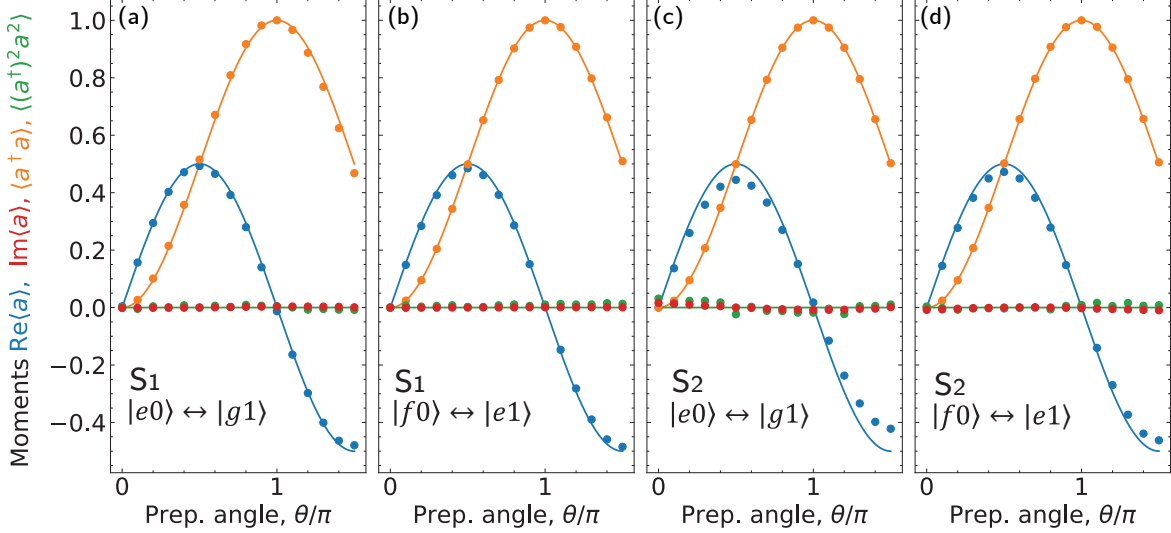 Moments Re⟨a⟩, Im⟨a⟩, ⟨a†a⟩, ⟨(a†)²a²⟩
(a)
(b)
(c)
(d)
1.0
0.8
0.6
0.4
0.2
0.0
−0.2
−0.4
S1
|e0⟩ ↔ |g1⟩
S1
|f0⟩ ↔ |e1⟩
S2
|e0⟩ ↔ |g1⟩
S2
|f0⟩ ↔ |e1⟩
0 1
0 1
0 1
0 1
Prep. angle, θ/π
Prep. angle, θ/π
Prep. angle, θ/π
Prep. angle, θ/π